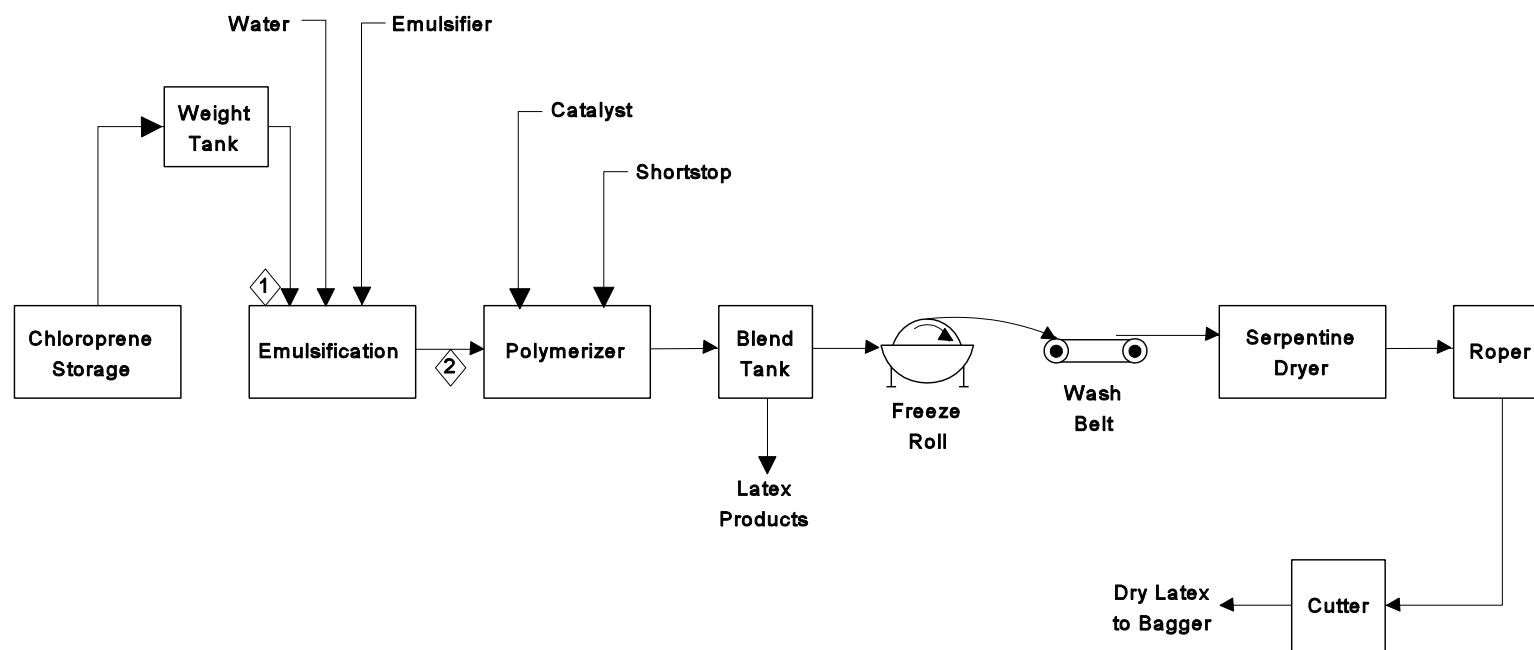 Water
Emulsifier
Weight
Tank
Catalyst
Shortstop
1
Chloroprene
Storage
Emulsification
2
Polymerizer
Blend
Tank
Freeze
Roll
Wash
Belt
Serpentine
Dryer
Roper
Latex
Products
Dry Latex
to Bagger
Cutter